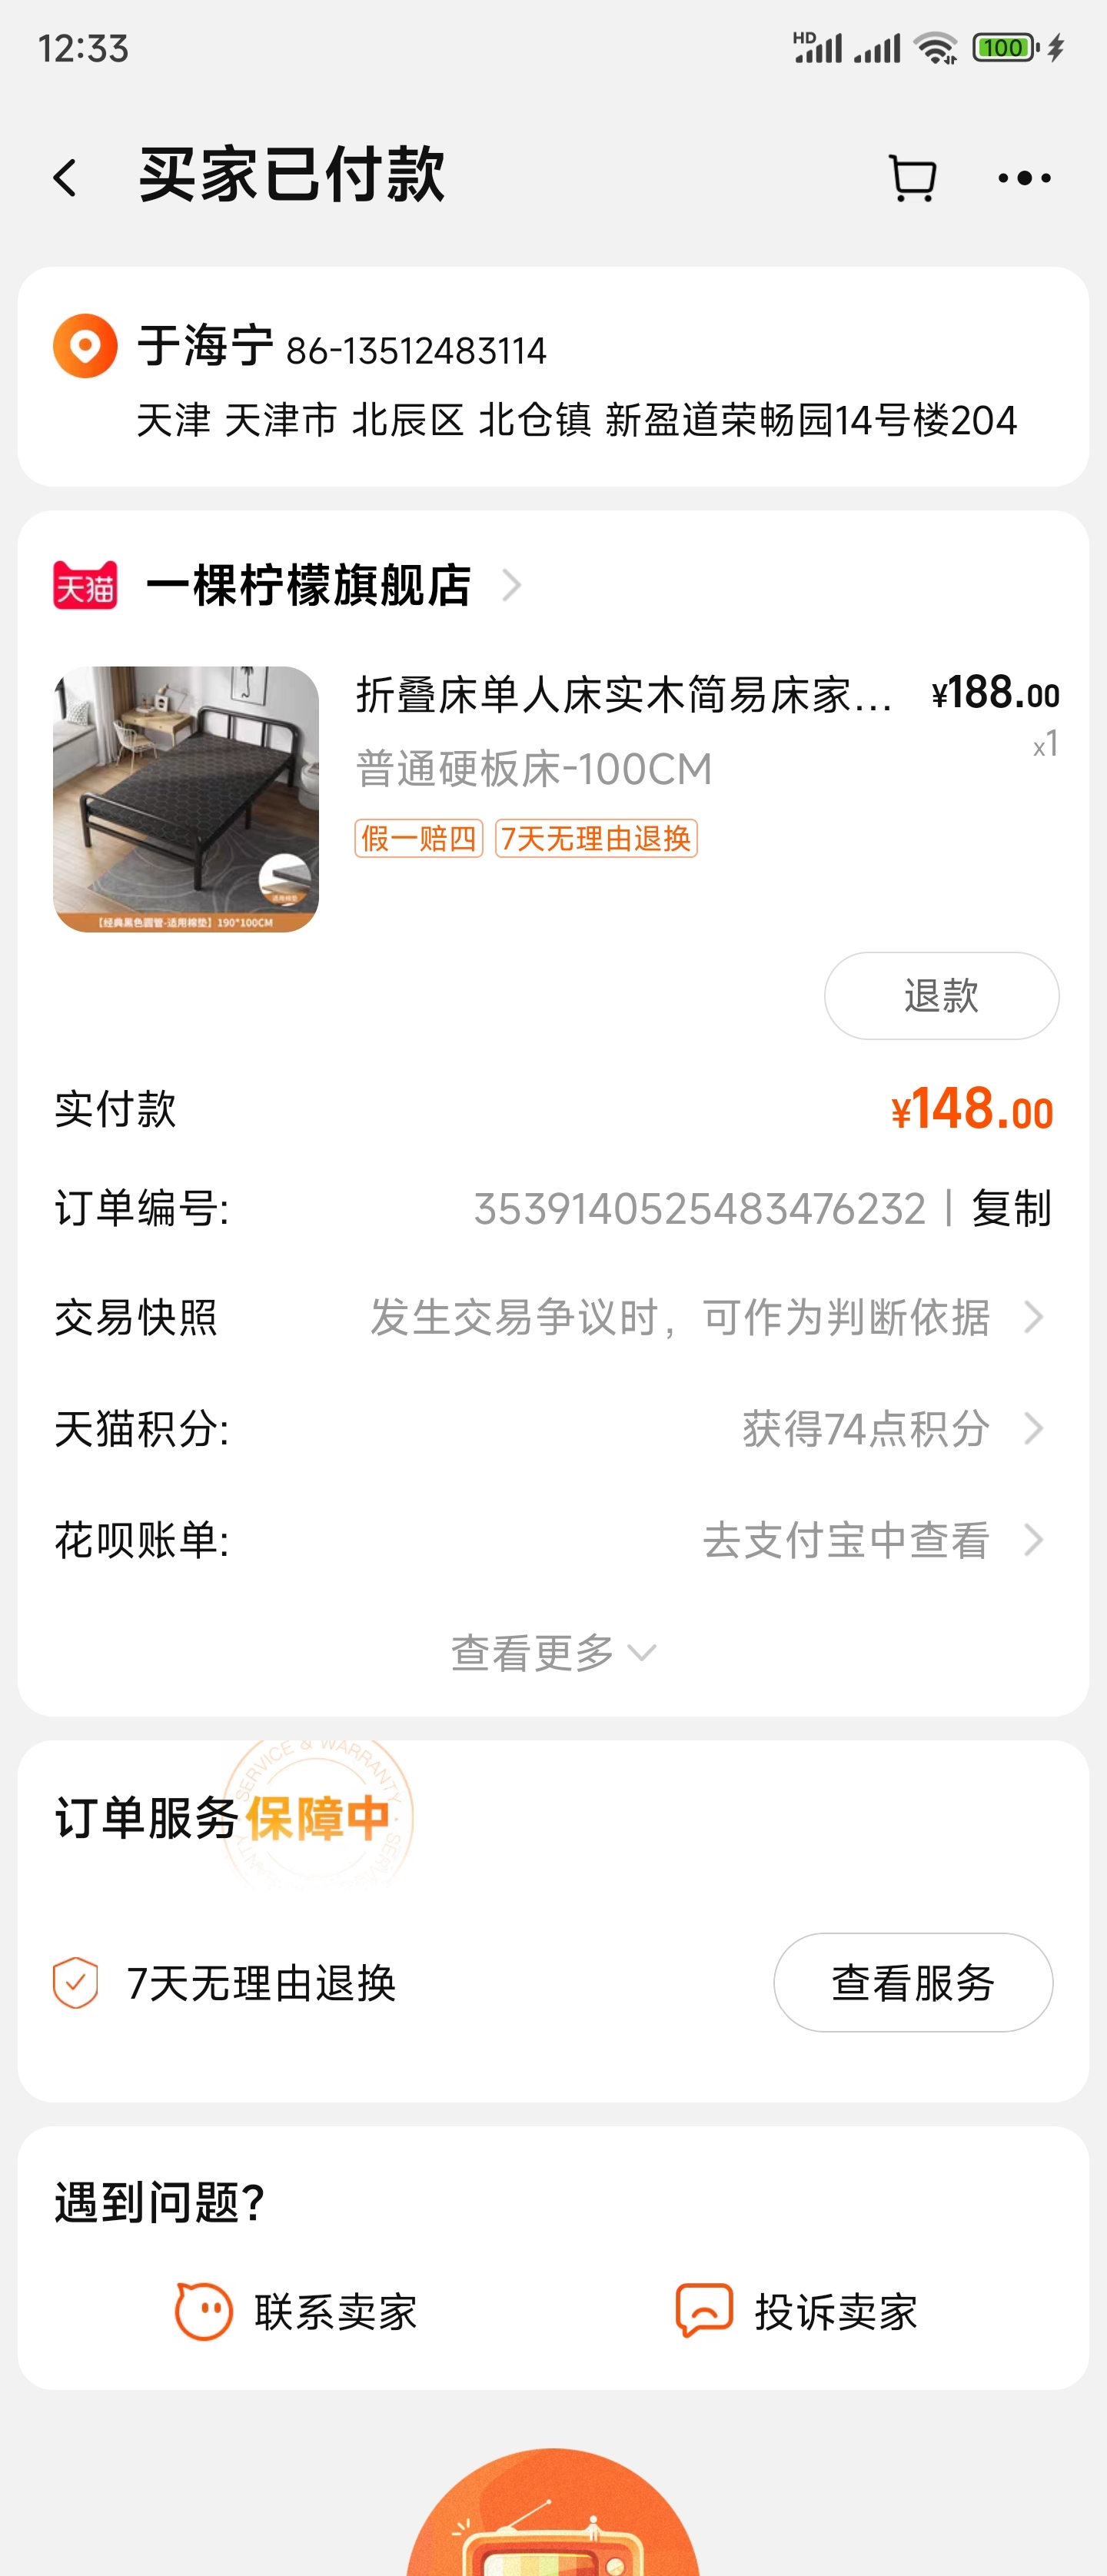 12:33
HD
100
买家已付款
于海宁 86-13512483114
天津 天津市 北辰区 北仓镇 新盈道荣畅园14号楼204
天猫 一棵柠檬旗舰店
折叠床单人床实木简易床家... ¥188.00
普通硬板床-100CM x1
假一赔四 7天无理由退换
适用棉垫
【经典黑色圆管-适用棉垫】190*100CM
退款
实付款 ¥148.00
订单编号: 3539140525483476232 | 复制
交易快照 发生交易争议时，可作为判断依据
天猫积分: 获得74点积分
花呗账单: 去支付宝中查看
查看更多
订单服务 保障中
SERVICE & WARRANTY · SERVI
7天无理由退换 查看服务
遇到问题?
联系卖家 投诉卖家